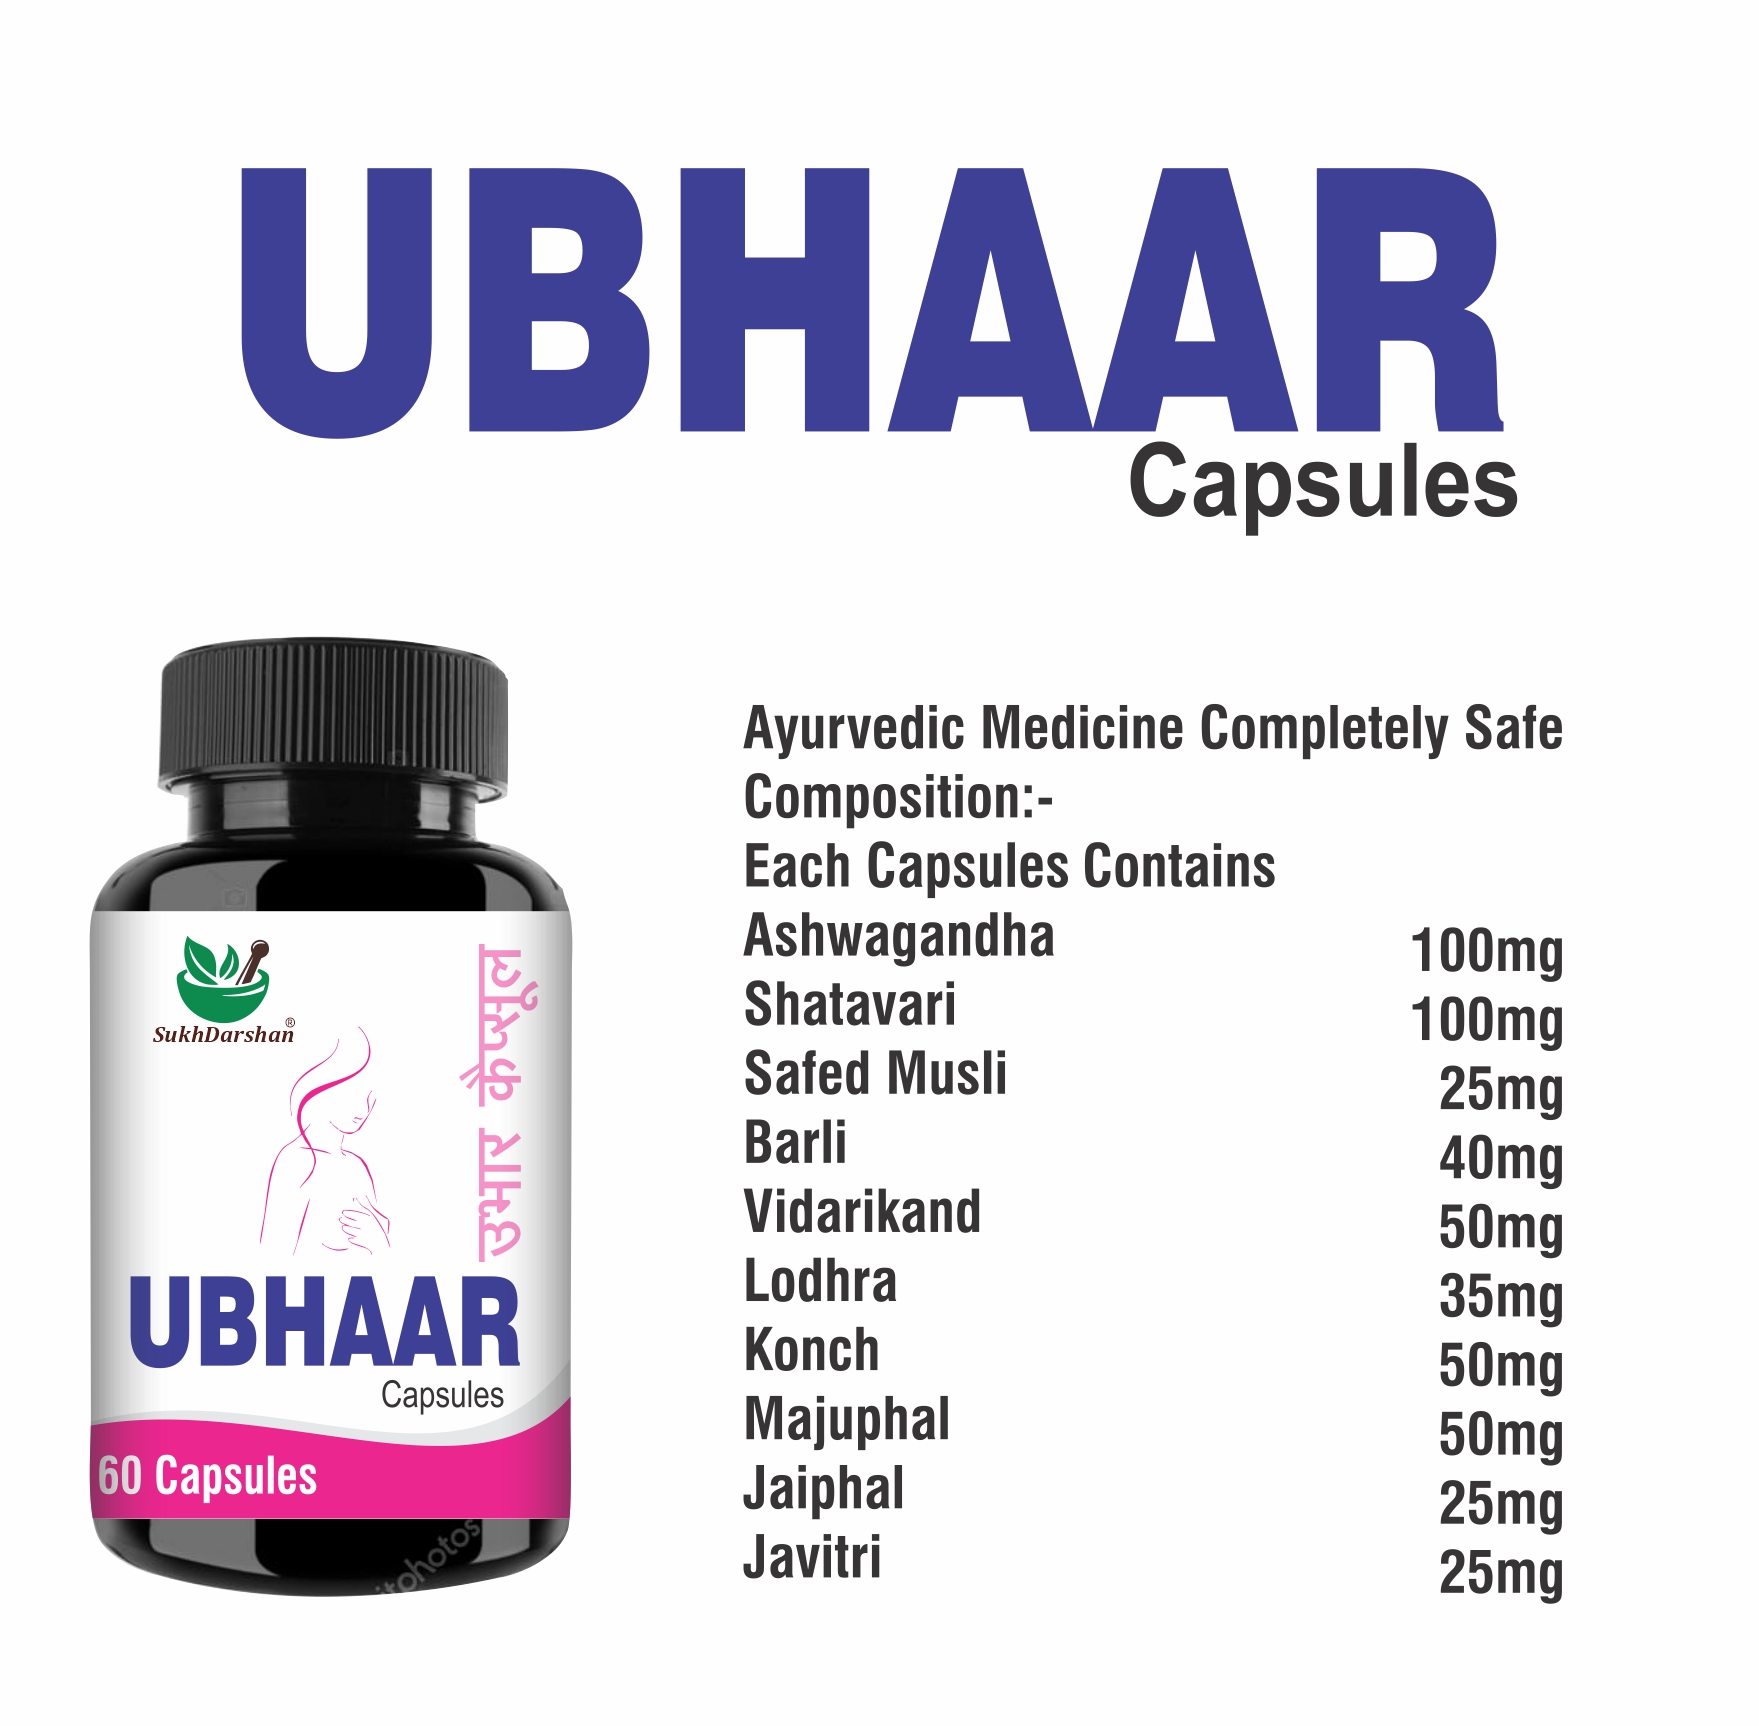 UBHAAR
Capsules
SukhDarshan®
उभार कैप्सूल
UBHAAR
Capsules
60 Capsules
itphotos
Ayurvedic Medicine Completely Safe
Composition:-
Each Capsules Contains
Ashwagandha 100mg
Shatavari 100mg
Safed Musli 25mg
Barli 40mg
Vidarikand 50mg
Lodhra 35mg
Konch 50mg
Majuphal 50mg
Jaiphal 25mg
Javitri 25mg